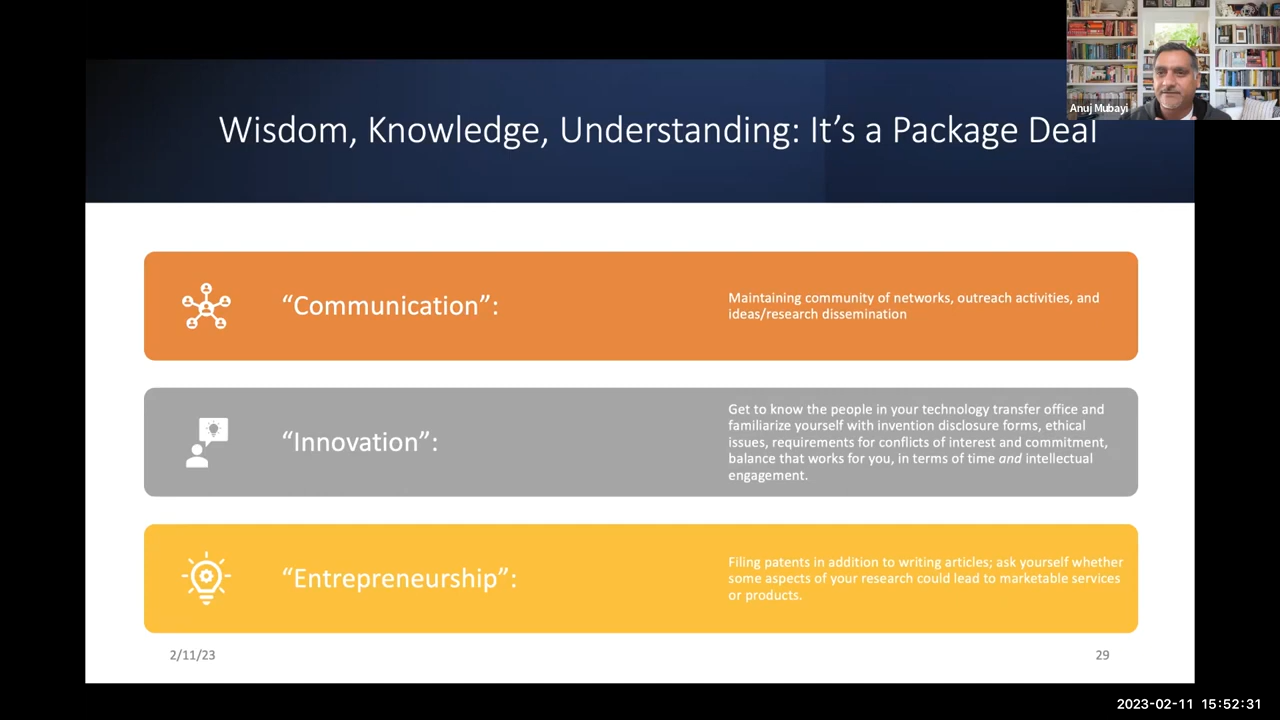 Anuj Mubayi
Wisdom, Knowledge, Understanding: It’s a Package Deal
“Communication”:
Maintaining community of networks, outreach activities, and
ideas/research dissemination
“Innovation”:
Get to know the people in your technology transfer office and
familiarize yourself with invention disclosure forms, ethical
issues, requirements for conflicts of interest and commitment,
balance that works for you, in terms of time and intellectual
engagement.
“Entrepreneurship”:
Filing patents in addition to writing articles; ask yourself whether
some aspects of your research could lead to marketable services
or products.
2/11/23
29
2023-02-11 15:52:31